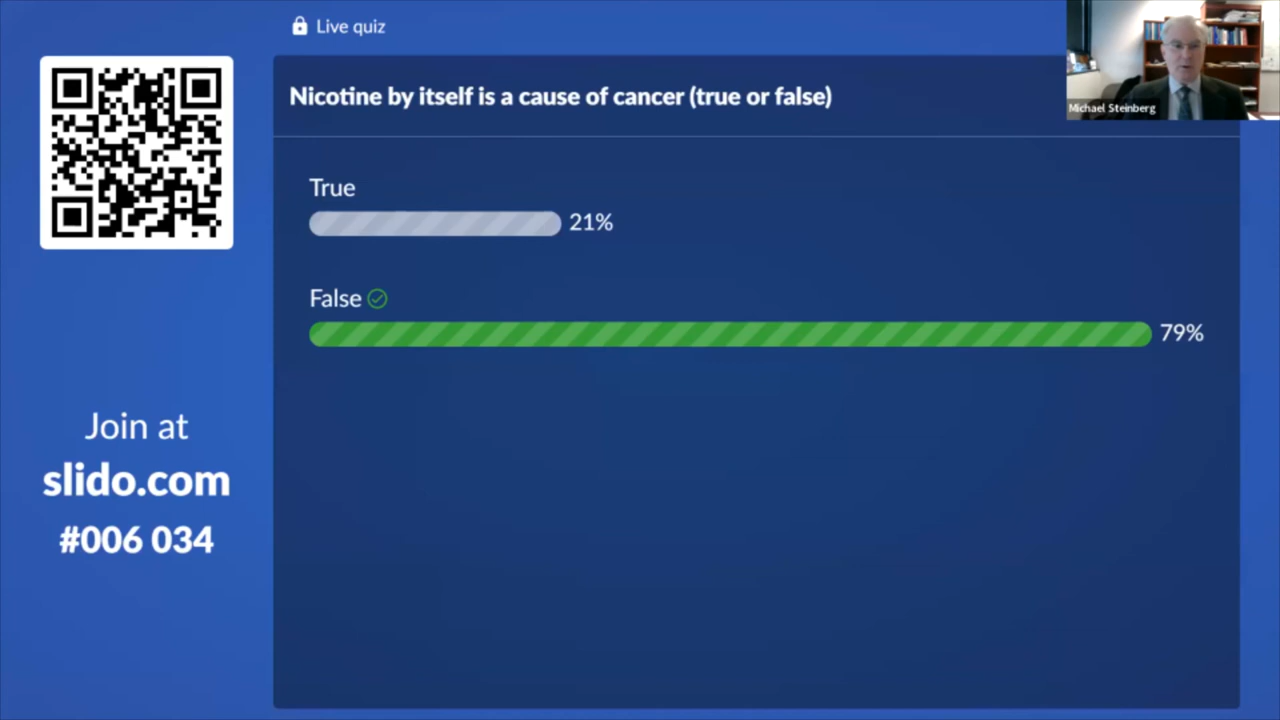 Live quiz
Nicotine by itself is a cause of cancer (true or false)
Michael Steinberg
True
21%
False
79%
Join at
slido.com
#006 034